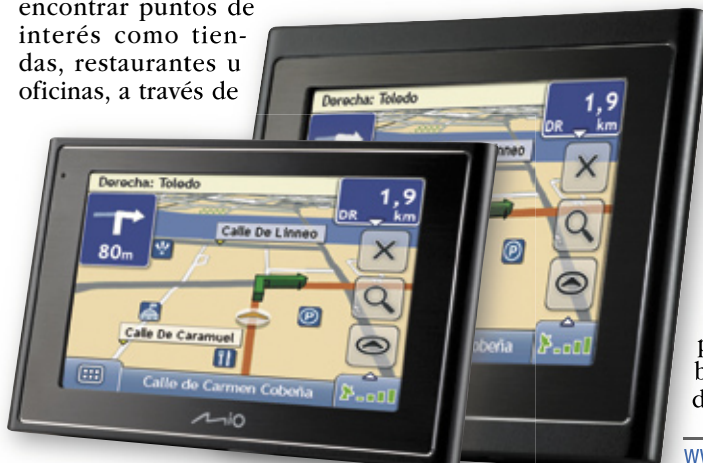 encontrar puntos de
interés como tien-
das, restaurantes u
oficinas, a través de
Derecha: Toledo
1,9
DR km
80m
Calle De Linneo
P
Calle De Caramuel
Calle de Carmen Cobeña
Mio
Derecha: Toledo
1,9
DR km
nneo
P
obeña
p
b
d